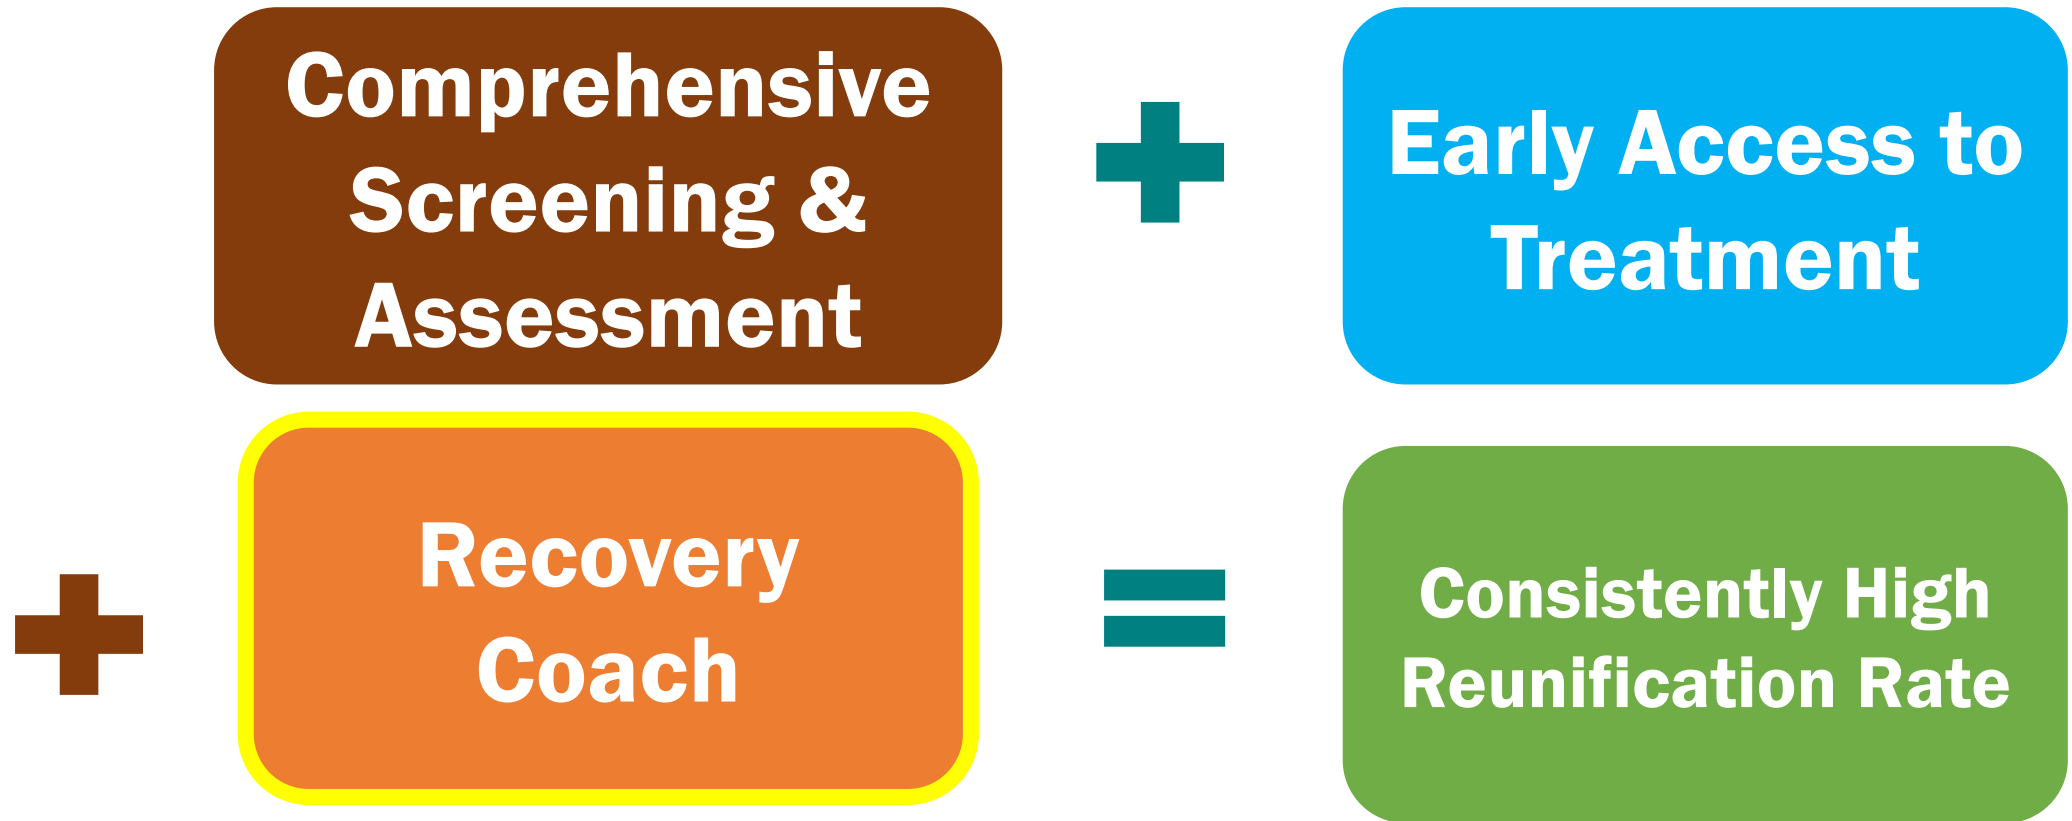 Comprehensive
Screening &
Assessment
+
Early Access to
Treatment
+
Recovery
Coach
=
Consistently High
Reunification Rate